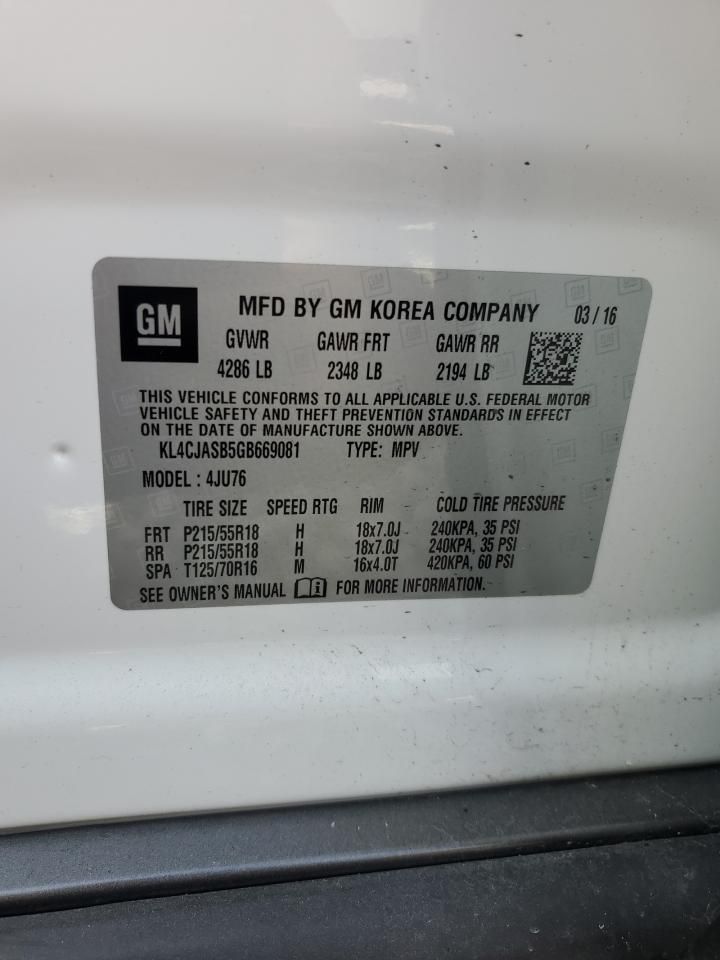 GM MFD BY GM KOREA COMPANY 03 / 16
GVWR GAWR FRT GAWR RR
4286 LB 2348 LB 2194 LB
THIS VEHICLE CONFORMS TO ALL APPLICABLE U.S. FEDERAL MOTOR
VEHICLE SAFETY AND THEFT PREVENTION STANDARDS IN EFFECT
ON THE DATE OF MANUFACTURE SHOWN ABOVE.
KL4CJASB5GB669081 TYPE: MPV
MODEL : 4JU76
TIRE SIZE SPEED RTG RIM COLD TIRE PRESSURE
FRT P215/55R18 H 18x7.0J 240KPA, 35 PSI
RR P215/55R18 H 18x7.0J 240KPA, 35 PSI
SPA T125/70R16 M 16x4.0T 420KPA, 60 PSI
SEE OWNER'S MANUAL FOR MORE INFORMATION.